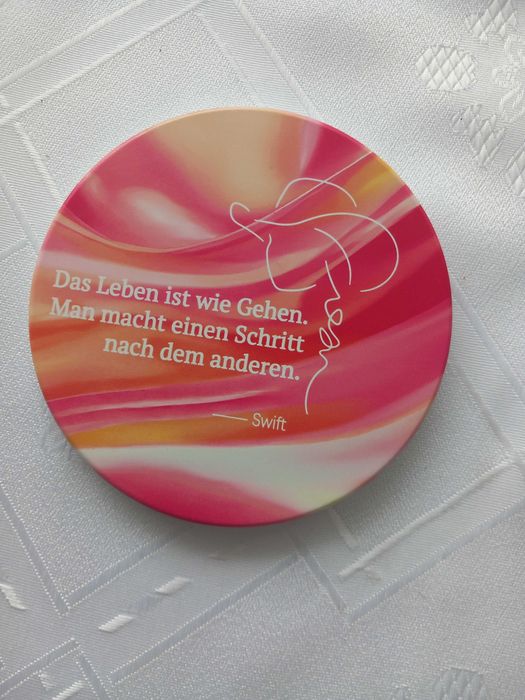 Das Leben ist wie Gehen.
Man macht einen Schritt
nach dem anderen.
— Swift